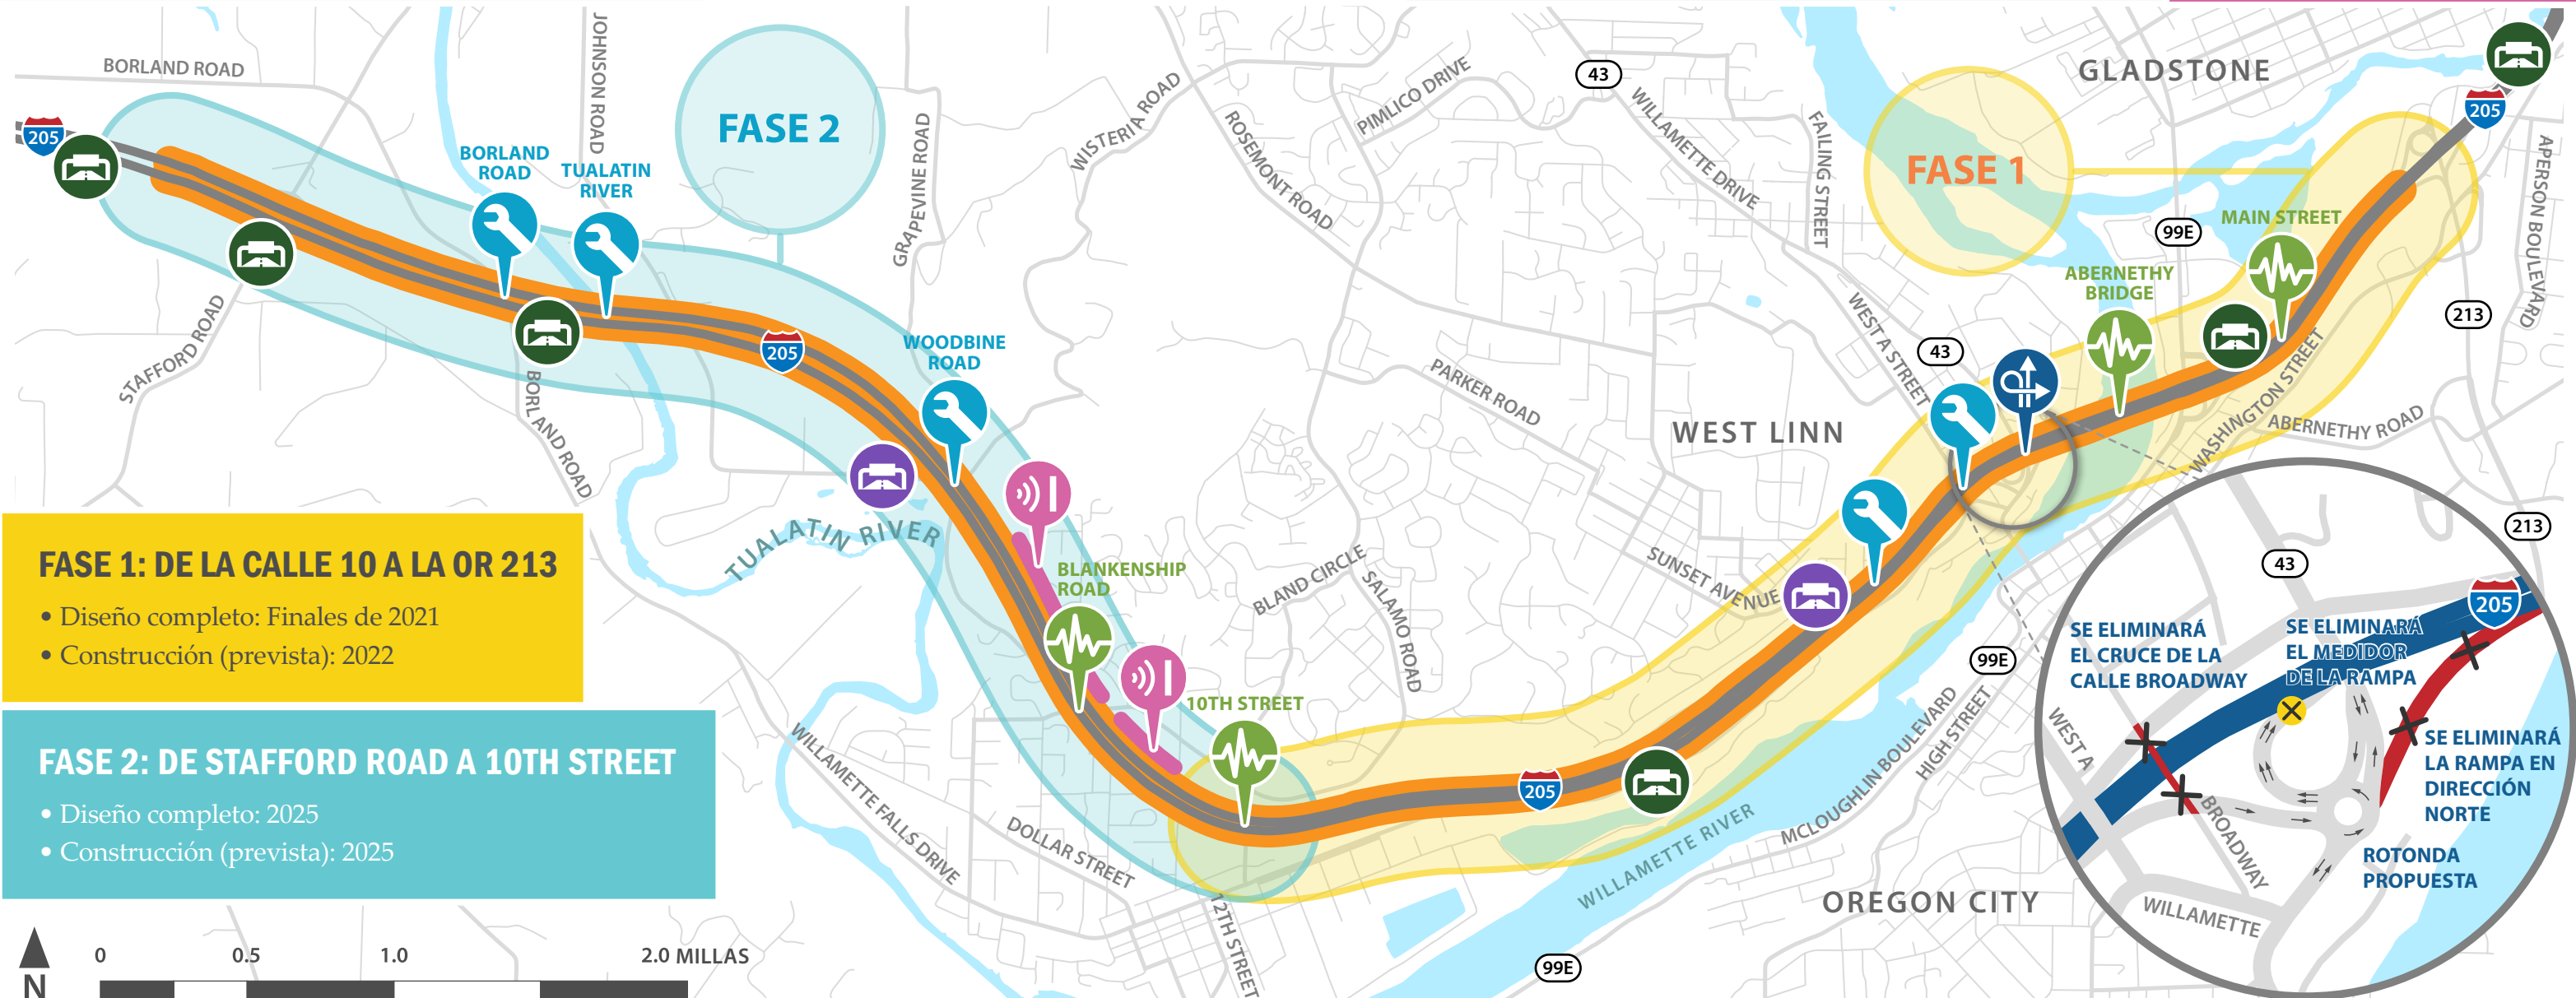 BORLAND ROAD
JOHNSON ROAD
205
FASE 2
BORLAND
ROAD
TUALATIN
RIVER
STAFFORD ROAD
BORLAND ROAD
205
GRAPEVINE ROAD
WISTERIA ROAD
ROSEMONT ROAD
PIMLICO DRIVE
43
WILLAMETTE DRIVE
FAILING STREET
FASE 1
GLADSTONE
205
APERSON BOULEVARD
99E
MAIN STREET
ABERNETHY
BRIDGE
213
WOODBINE
ROAD
PARKER ROAD
WEST A STREET
43
WEST LINN
WASHINGTON STREET
ABERNETHY ROAD
TUALATIN RIVER
BLANKENSHIP
ROAD
BLAND CIRCLE
SALAMO ROAD
SUNSET AVENUE
10TH STREET
205
WILLAMETTE FALLS DRIVE
DOLLAR STREET
12TH STREET
WILLAMETTE RIVER
MCLOUGHLIN BOULEVARD
HIGH STREET
99E
OREGON CITY
99E
213
43
205
SE ELIMINARÁ
EL CRUCE DE LA
CALLE BROADWAY
SE ELIMINARÁ
EL MEDIDOR
DE LA RAMPA
SE ELIMINARÁ
LA RAMPA EN
DIRECCIÓN
NORTE
WEST A
BROADWAY
ROTONDA
PROPUESTA
WILLAMETTE
FASE 1: DE LA CALLE 10 A LA OR 213
• Diseño completo: Finales de 2021
• Construcción (prevista): 2022
FASE 2: DE STAFFORD ROAD A 10TH STREET
• Diseño completo: 2025
• Construcción (prevista): 2025
N
0 0.5 1.0 2.0 MILLAS